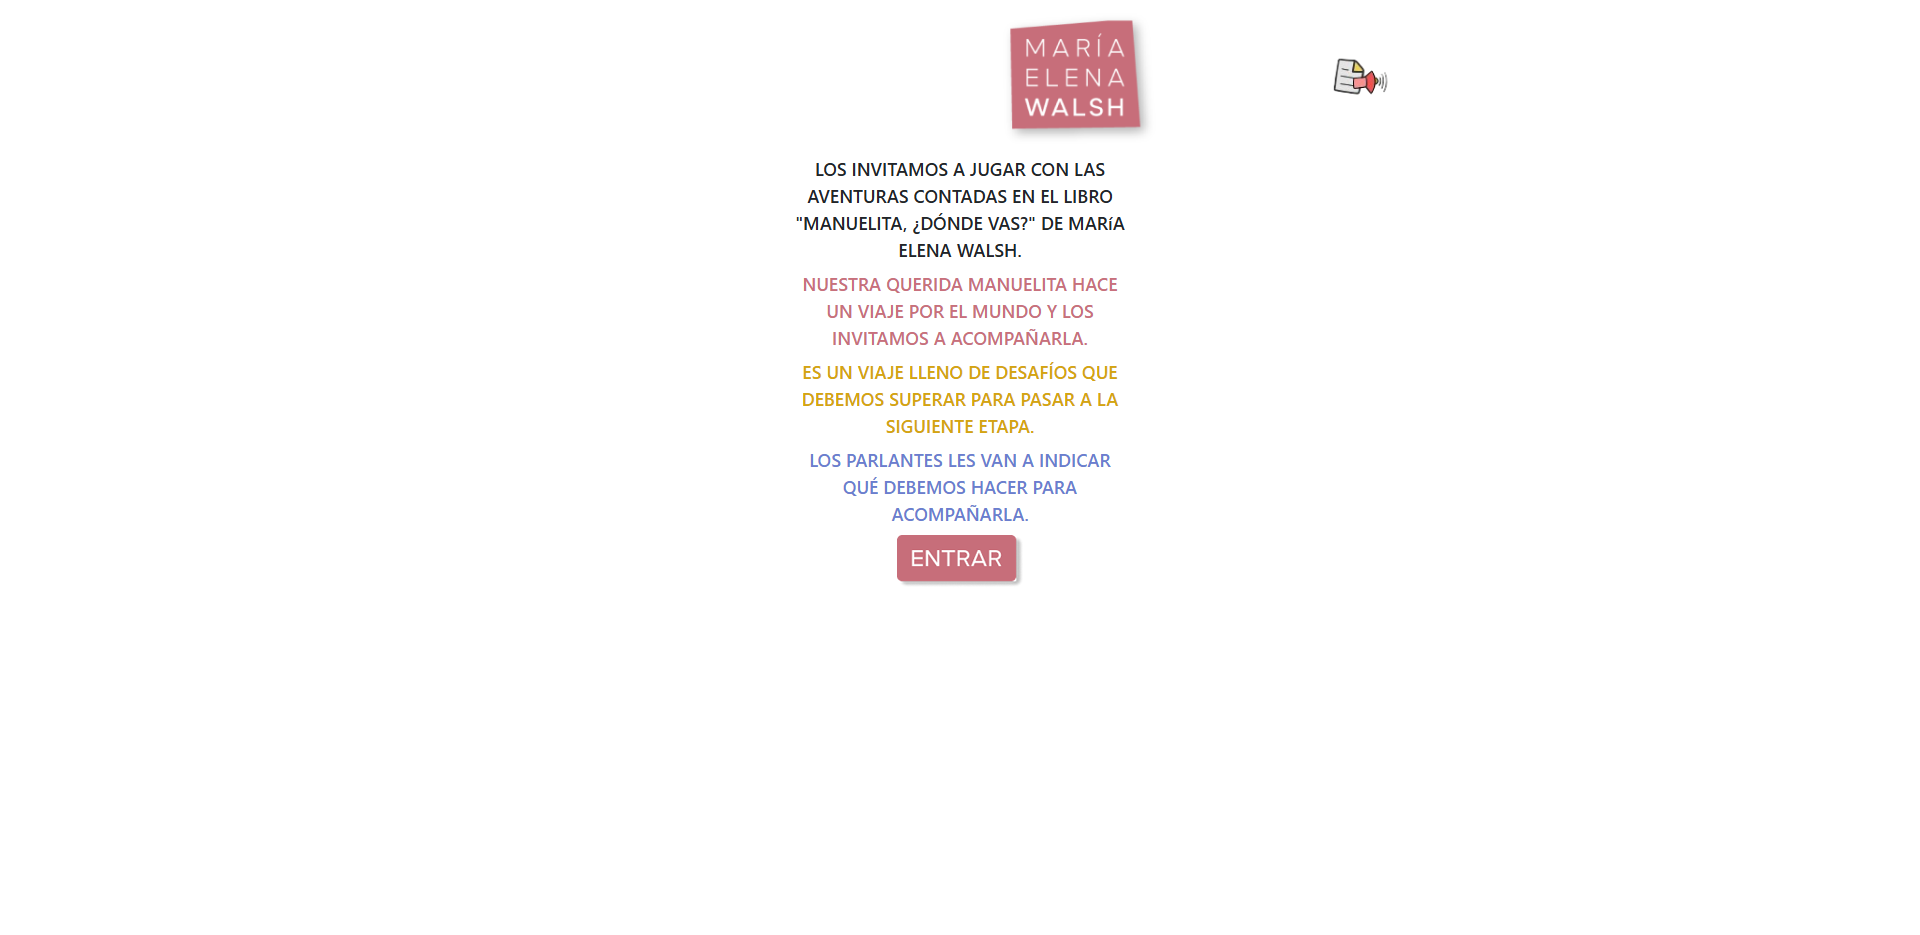 MARÍA
ELENA
WALSH
LOS INVITAMOS A JUGAR CON LAS
AVENTURAS CONTADAS EN EL LIBRO
"MANUELITA, ¿DÓNDE VAS?" DE MARíA
ELENA WALSH.
NUESTRA QUERIDA MANUELITA HACE
UN VIAJE POR EL MUNDO Y LOS
INVITAMOS A ACOMPAÑARLA.
ES UN VIAJE LLENO DE DESAFÍOS QUE
DEBEMOS SUPERAR PARA PASAR A LA
SIGUIENTE ETAPA.
LOS PARLANTES LES VAN A INDICAR
QUÉ DEBEMOS HACER PARA
ACOMPAÑARLA.
ENTRAR